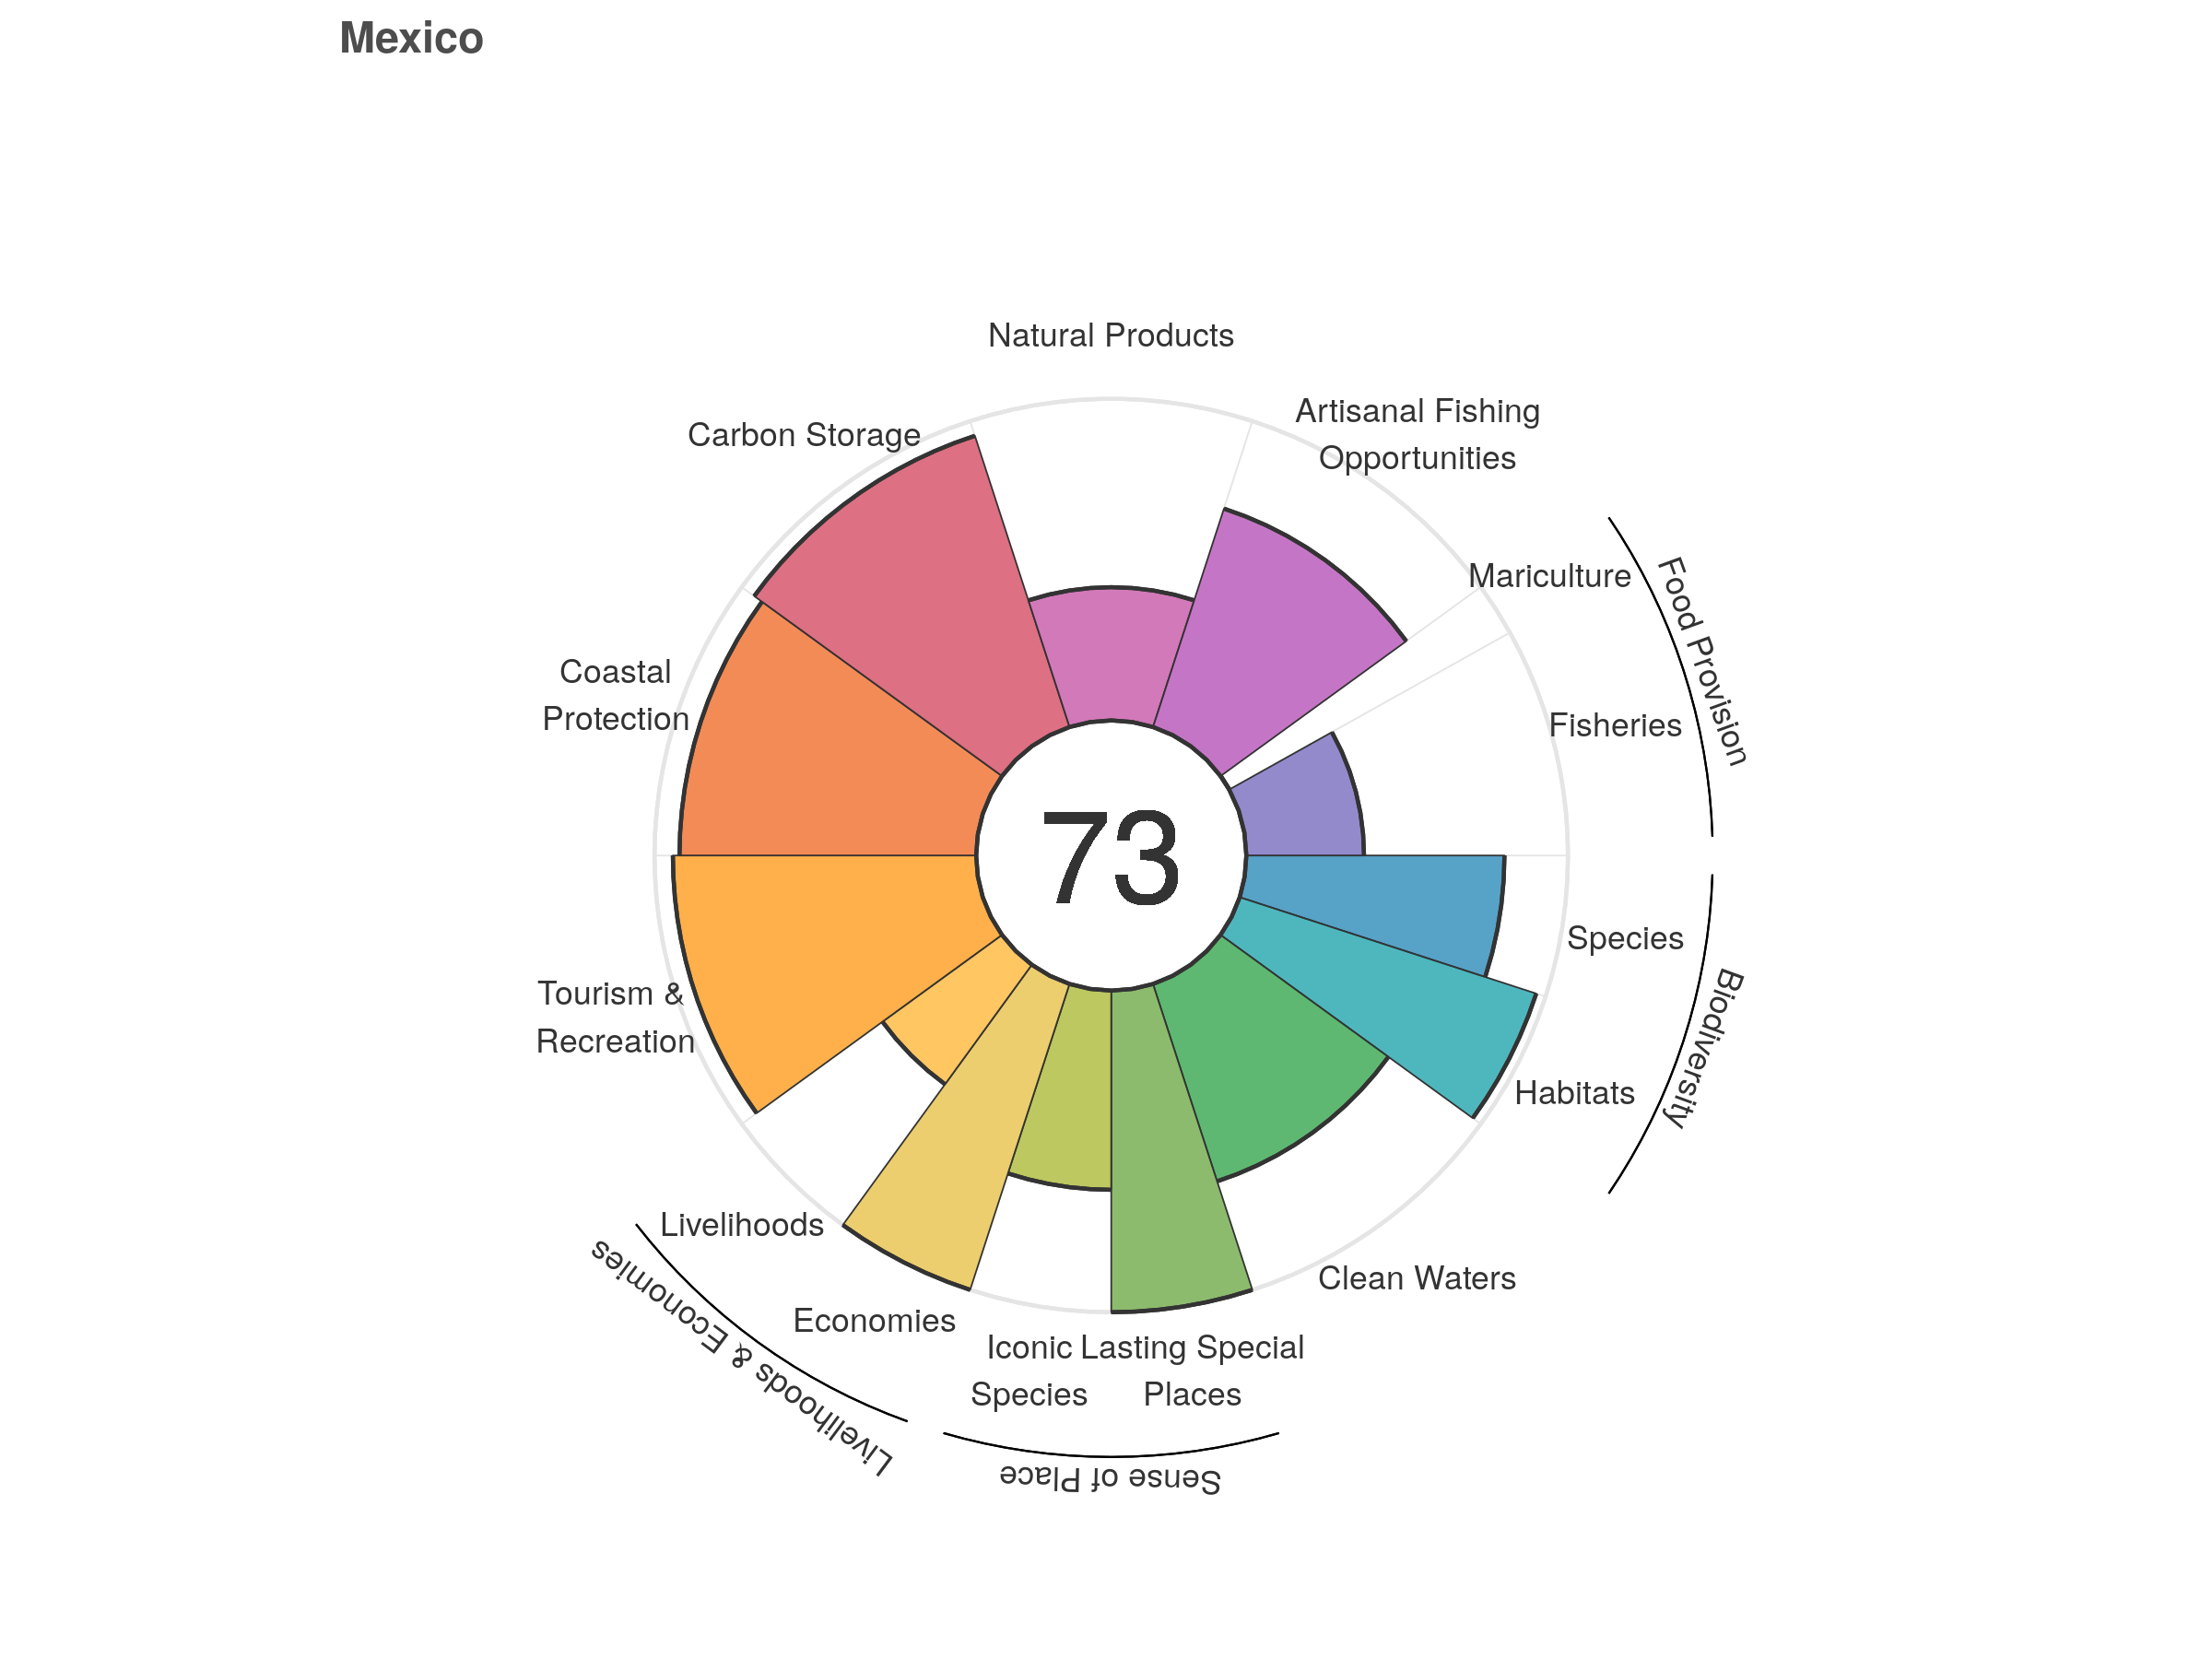 Mexico
Natural Products
Artisanal Fishing
Opportunities
Carbon Storage
Mariculture
Food Provision
Coastal
Protection
Fisheries
73
Species
Biodiversity
Tourism &
Recreation
Habitats
Livelihoods
Livelihoods & Economies
Clean Waters
Economies
Iconic
Species
Lasting Special
Places
Sense of Place